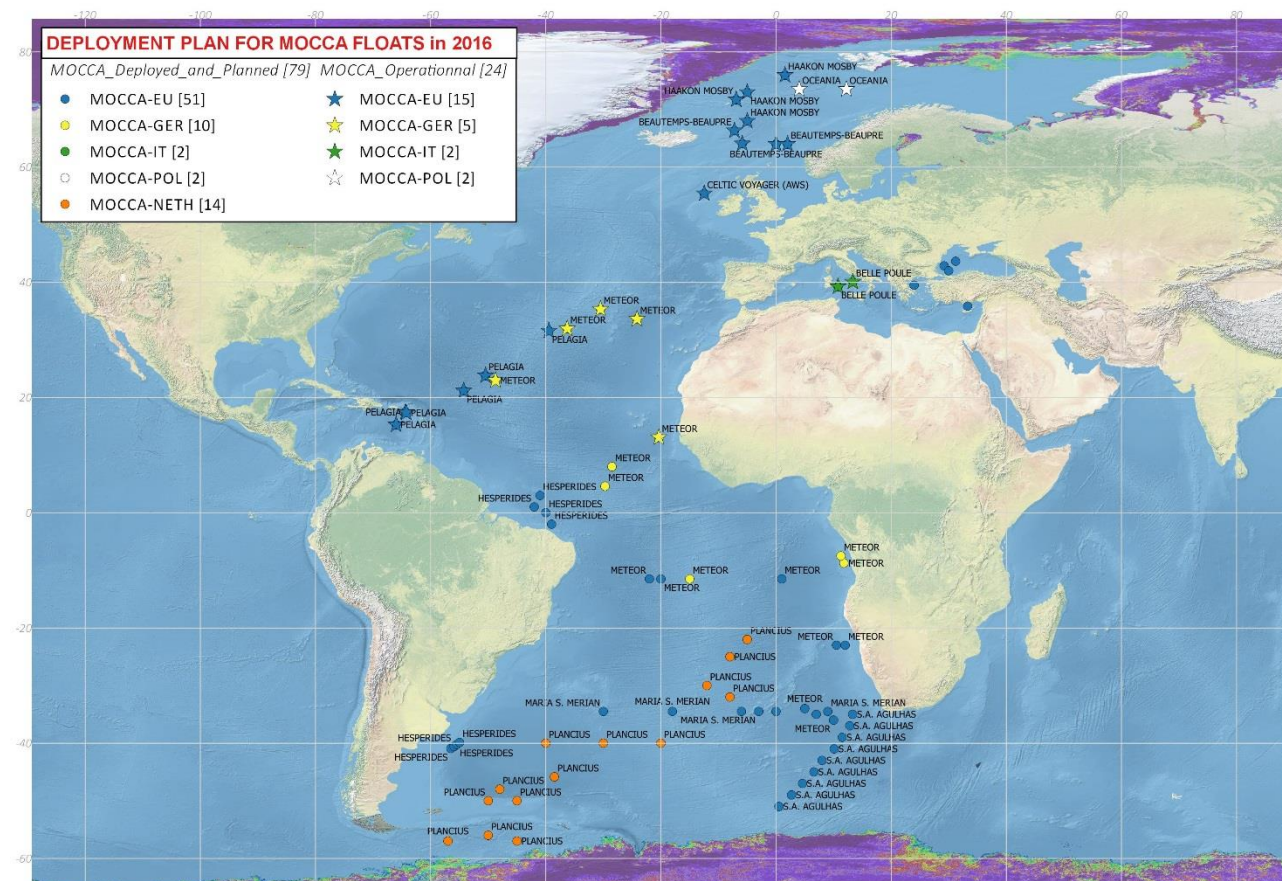 -120 -100 -80 -60 -40 -20 0 20 40 60 80
DEPLOYMENT PLAN FOR MOCCA FLOATS in 2016
MOCCA_Deployed_and_Planned [79] MOCCA_Operationnal [24]
MOCCA-EU [51] MOCCA-EU [15]
MOCCA-GER [10] MOCCA-GER [5]
MOCCA-IT [2] MOCCA-IT [2]
MOCCA-POL [2] MOCCA-POL [2]
MOCCA-NETH [14]
80
HAAKON MOSBY
OCEANIA OCEANIA
HAAKON MOSBY
HAAKON MOSBY
HAAKON MOSBY
BEAUTEMPS-BEAUPRE
BEAUTEMPS-BEAUPRE
BEAUTEMPS-BEAUPRE
60
CELTIC VOYAGER (AWS)
40
BELLE POULE
BELLE POULE
METEOR
METEOR
METEOR
PELAGIA
PELAGIA
METEOR
PELAGIA
20
PELAGIA PELAGIA
PELAGIA
METEOR
METEOR
METEOR
HESPERIDES
HESPERIDES
HESPERIDES
0
HESPERIDES
METEOR
METEOR
METEOR METEOR METEOR
METEOR
-20
PLANCIUS
METEOR METEOR
PLANCIUS
PLANCIUS
PLANCIUS
MARIA S. MERIAN MARIA S. MERIAN METEOR MARIA S. MERIAN
MARIA S. MERIAN
S.A. AGULHAS
METEOR
S.A. AGULHAS
S.A. AGULHAS
-40
HESPERIDES
HESPERIDES
HESPERIDES
PLANCIUS PLANCIUS PLANCIUS
S.A. AGULHAS
S.A. AGULHAS
S.A. AGULHAS
PLANCIUS
S.A. AGULHAS
PLANCIUS
PLANCIUS PLANCIUS
S.A. AGULHAS
S.A. AGULHAS
PLANCIUS PLANCIUS
PLANCIUS
-60